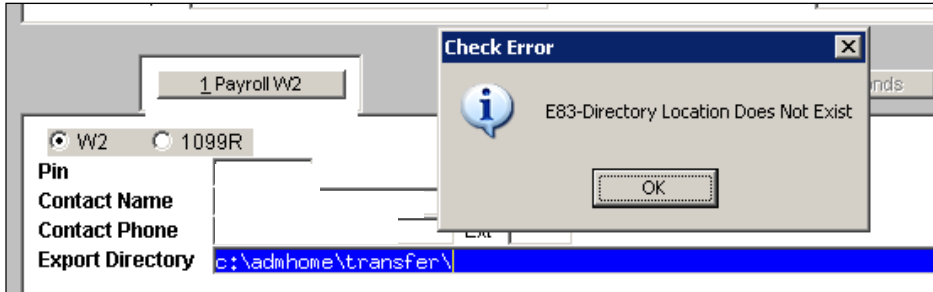 Check Error
1 Payroll W2
nds
E83-Directory Location Does Not Exist
W2 1099R
OK
Pin
Contact Name
Contact Phone
Ext
Export Directory c:\admhome\transfer\